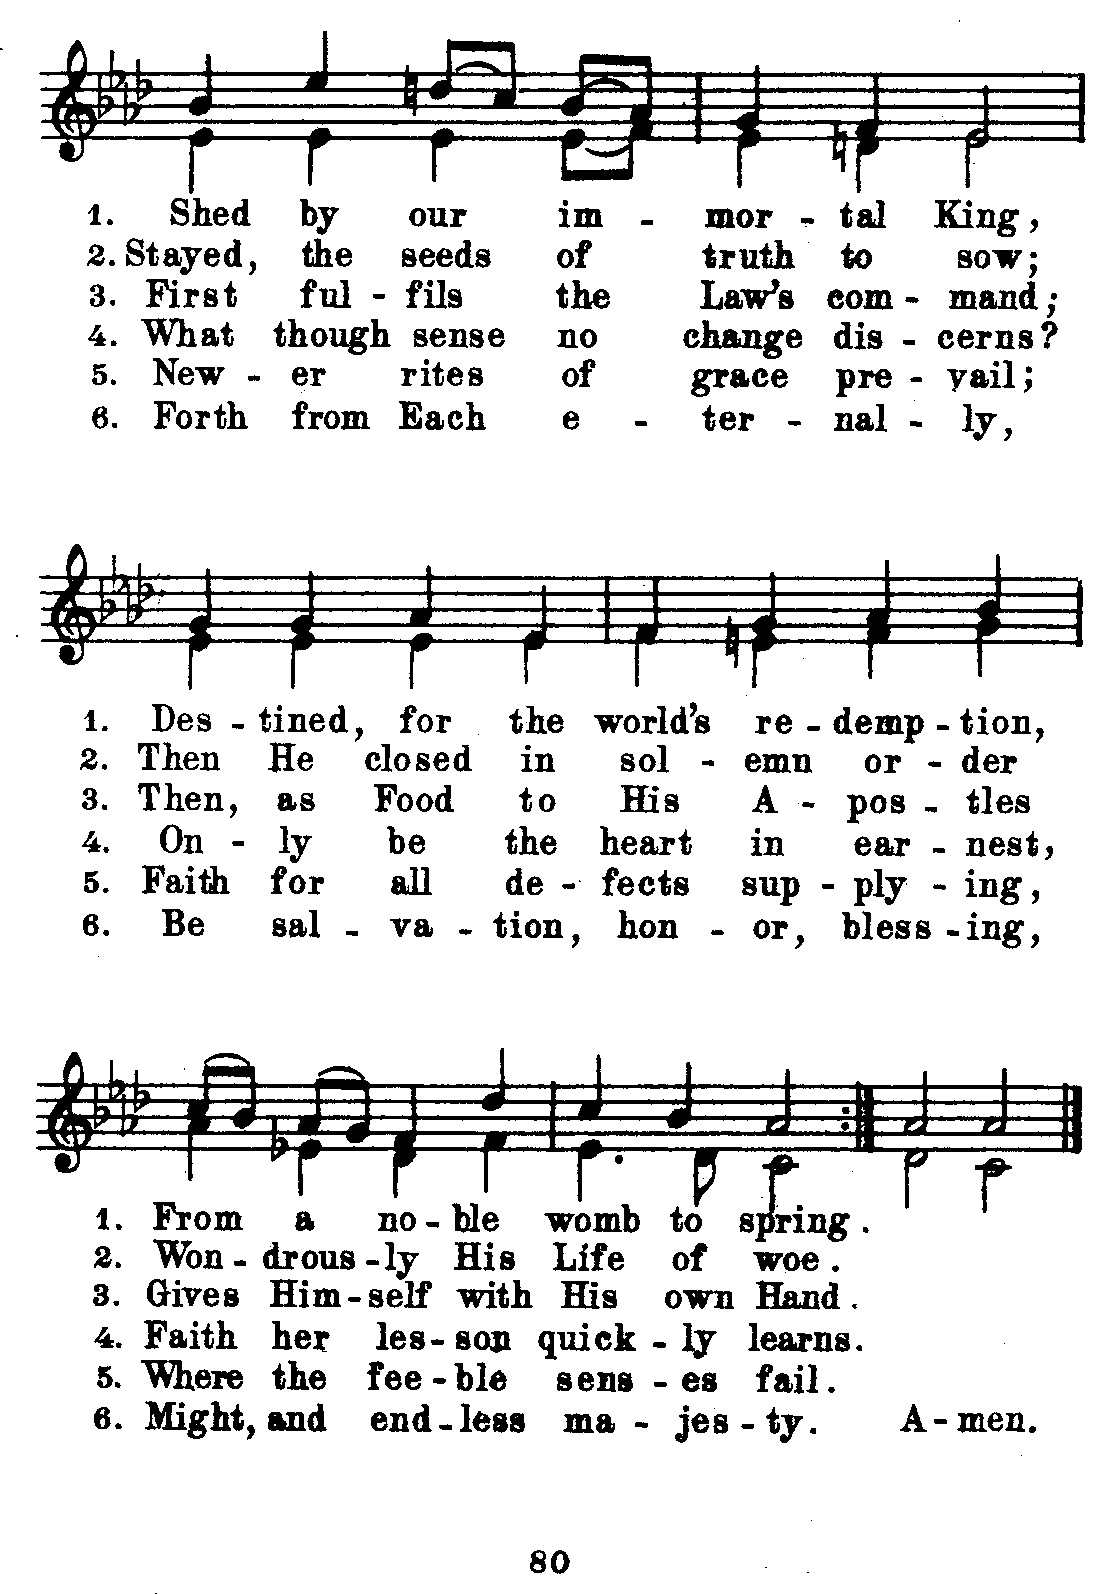 1. Shed by our im - mor - tal King,
2. Stayed, the seeds of truth to sow;
3. First ful - fils the Law's com - mand;
4. What though sense no change dis - cerns?
5. New - er rites of grace pre - vail;
6. Forth from Each e - ter - nal - ly,
1. Des - tined, for the world's re - demp - tion,
2. Then He closed in sol - emn or - der
3. Then, as Food to His A - pos - tles
4. On - ly be the heart in ear - nest,
5. Faith for all de - fects sup - ply - ing,
6. Be sal - va - tion, hon - or, bless - ing,
1. From a no - ble womb to spring.
2. Won - drous - ly His Life of woe.
3. Gives Him - self with His own Hand.
4. Faith her les - son quick - ly learns.
5. Where the fee - ble sens - es fail.
6. Might, and end - less ma - jes - ty. A - men.
80